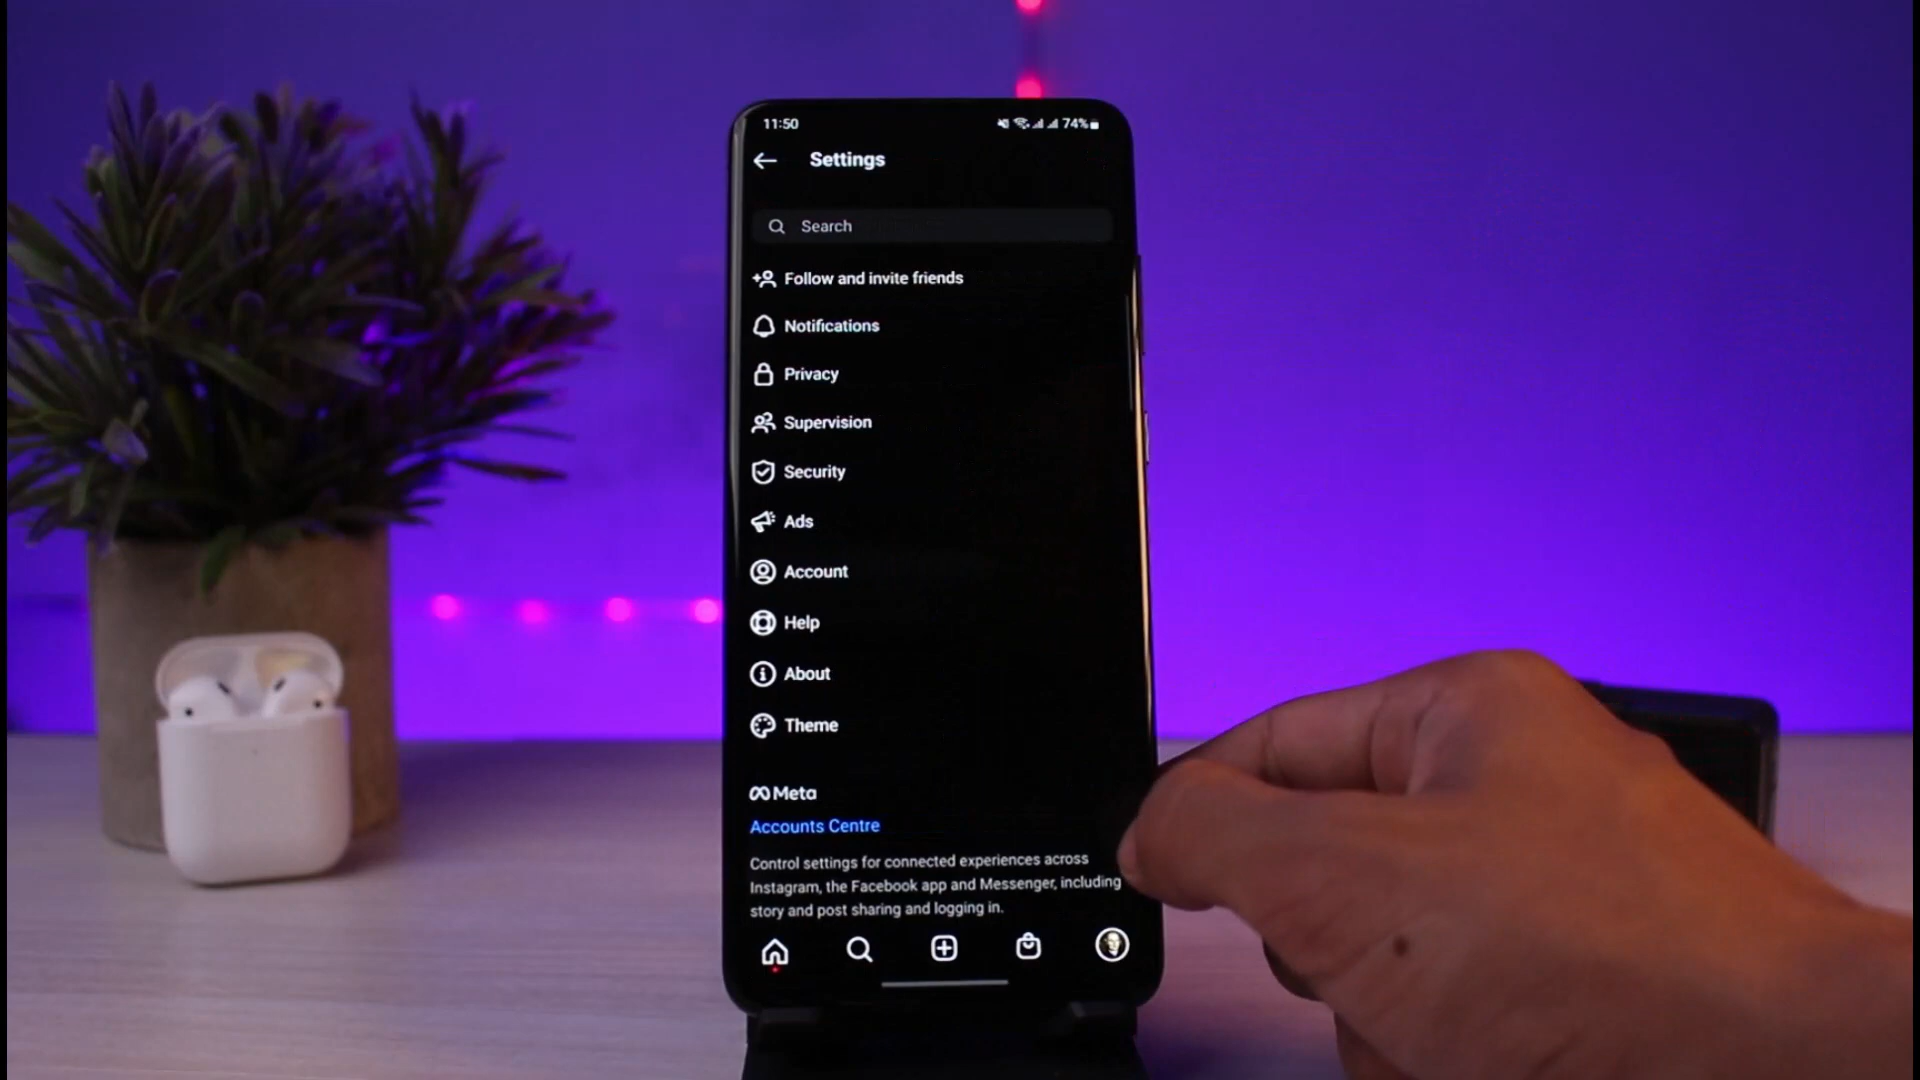 11:50
74%
Settings
Search
Follow and invite friends
Notifications
Privacy
Supervision
Security
Ads
Account
Help
About
Theme
Meta
Accounts Centre
Control settings for connected experiences across
Instagram, the Facebook app and Messenger, including
story and post sharing and logging in.